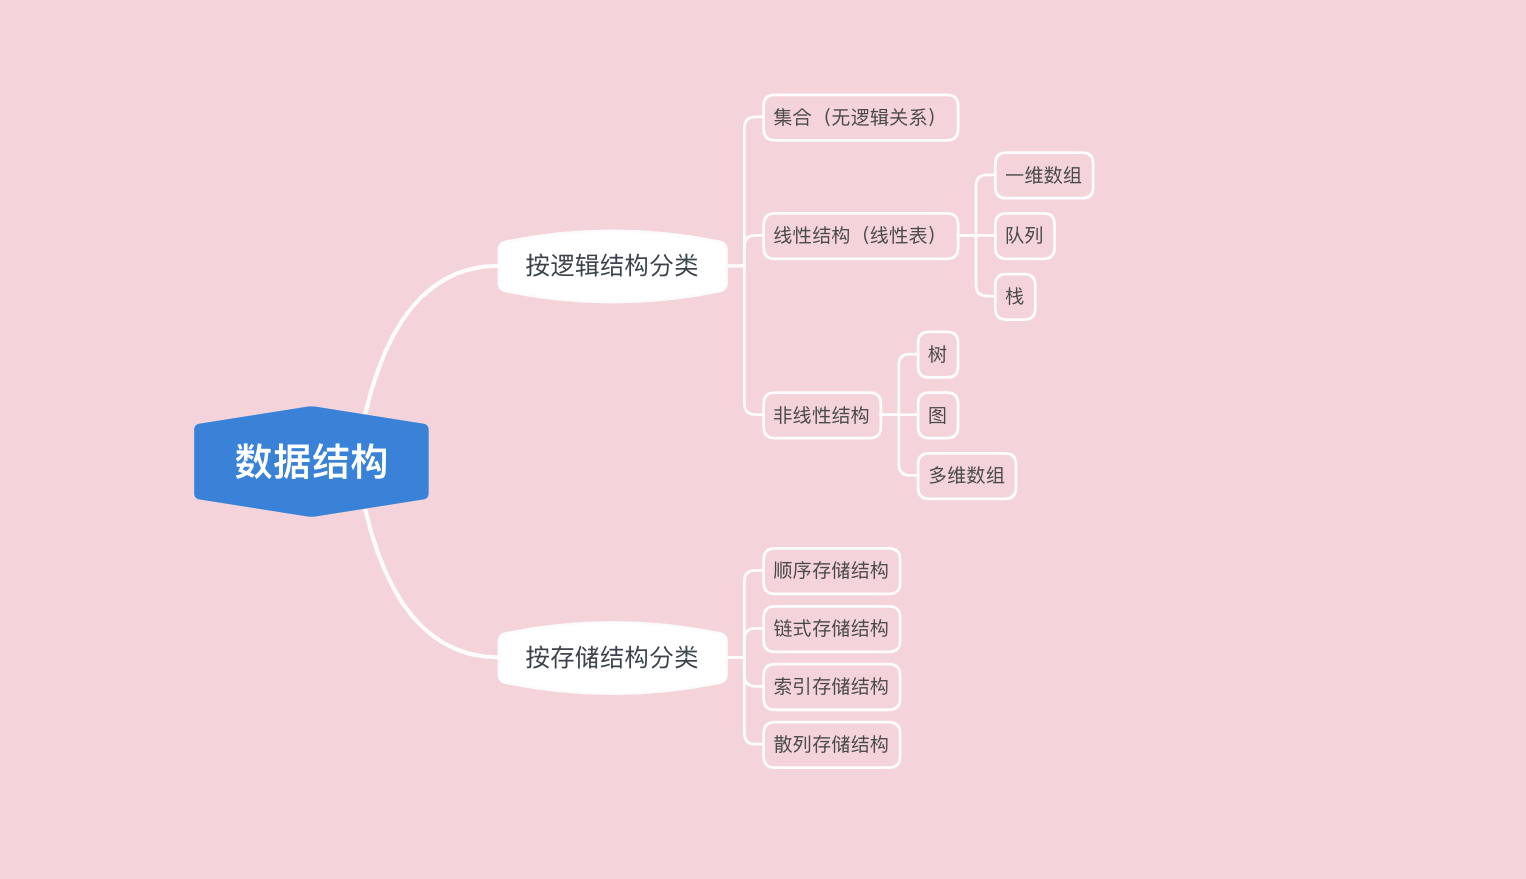 数据结构
按逻辑结构分类
集合（无逻辑关系）
线性结构（线性表）
一维数组
队列
栈
非线性结构
树
图
多维数组
按存储结构分类
顺序存储结构
链式存储结构
索引存储结构
散列存储结构